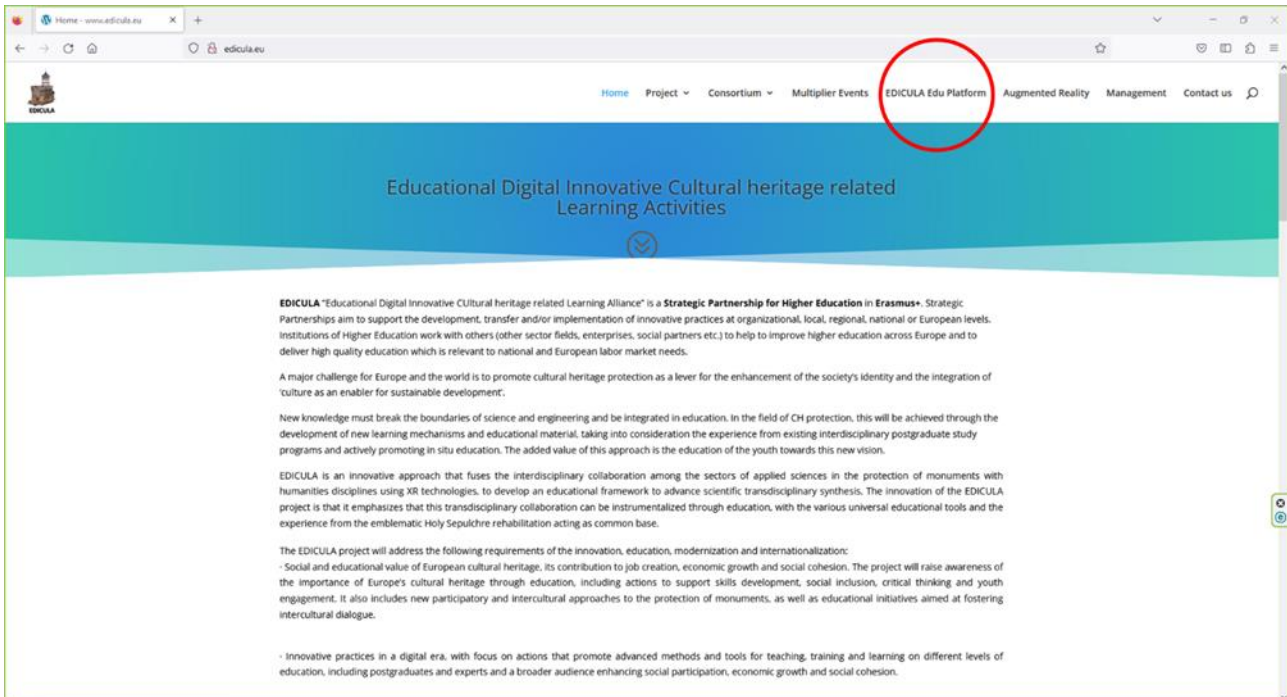 Home - www.edicula.eu
edicula.eu
EDICULA
Home Project Consortium Multiplier Events EDICULA Edu Platform Augmented Reality Management Contact us
Educational Digital Innovative Cultural heritage related
Learning Activities
EDICULA "Educational Digital Innovative CUltural heritage related Learning Alliance" is a Strategic Partnership for Higher Education in Erasmus+. Strategic
Partnerships aim to support the development, transfer and/or implementation of innovative practices at organizational, local, regional, national or European levels.
Institutions of Higher Education work with others (other sector fields, enterprises, social partners etc.) to help to improve higher education across Europe and to
deliver high quality education which is relevant to national and European labor market needs.
A major challenge for Europe and the world is to promote cultural heritage protection as a lever for the enhancement of the society's identity and the integration of
'culture as an enabler for sustainable development'.
New knowledge must break the boundaries of science and engineering and be integrated in education. In the field of CH protection, this will be achieved through the
development of new learning mechanisms and educational material, taking into consideration the experience from existing interdisciplinary postgraduate study
programs and actively promoting in situ education. The added value of this approach is the education of the youth towards this new vision.
EDICULA is an innovative approach that fuses the interdisciplinary collaboration among the sectors of applied sciences in the protection of monuments with
humanities disciplines using XR technologies, to develop an educational framework to advance scientific transdisciplinary synthesis. The innovation of the EDICULA
project is that it emphasizes that this transdisciplinary collaboration can be instrumentalized through education, with the various universal educational tools and the
experience from the emblematic Holy Sepulchre rehabilitation acting as common base.
The EDICULA project will address the following requirements of the innovation, education, modernization and internationalization:
- Social and educational value of European cultural heritage, its contribution to job creation, economic growth and social cohesion. The project will raise awareness of
the importance of Europe's cultural heritage through education, including actions to support skills development, social inclusion, critical thinking and youth
engagement. It also includes new participatory and intercultural approaches to the protection of monuments, as well as educational initiatives aimed at fostering
intercultural dialogue.
- Innovative practices in a digital era, with focus on actions that promote advanced methods and tools for teaching, training and learning on different levels of
education, including postgraduates and experts and a broader audience enhancing social participation, economic growth and social cohesion.